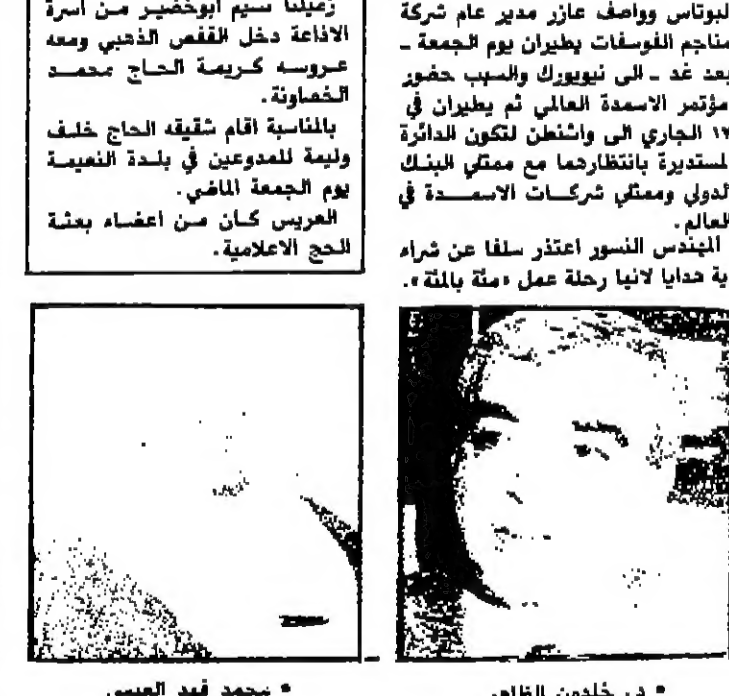 البوتاس وواصف عازر مدير عام شركة
مناجم الفوسفات يطيران يوم الجمعة -
بعد غد - الى نيويورك والسبب حضور
مؤتمر الاسمدة العالمي ثم يطيران في
١٧ الجاري الى واشنطن لتكون الدائرة
لمستديرة بانتظارهما مع ممثلي البنك
لدولي وممثلي شركات الاسمدة في
العالم .
المهندس النسور اعتذر سلفا عن شراء
ية هدايا لانها رحلة عمل «مئة بالمئة» .
زميلنا نسيم ابوخضير من اسرة
الاذاعة دخل القفص الذهبي ومعه
عروسه كريمة الحاج محمد
الخصاونة .
بالمناسبة اقام شقيقه الحاج خلف
وليمة للمدعوين في بلدة النعيمة
يوم الجمعة الماضي .
العريس كان من اعضاء بعثة
الحج الاعلامية .
• د. خلدون الظاهر
• محمد فهد العيسى